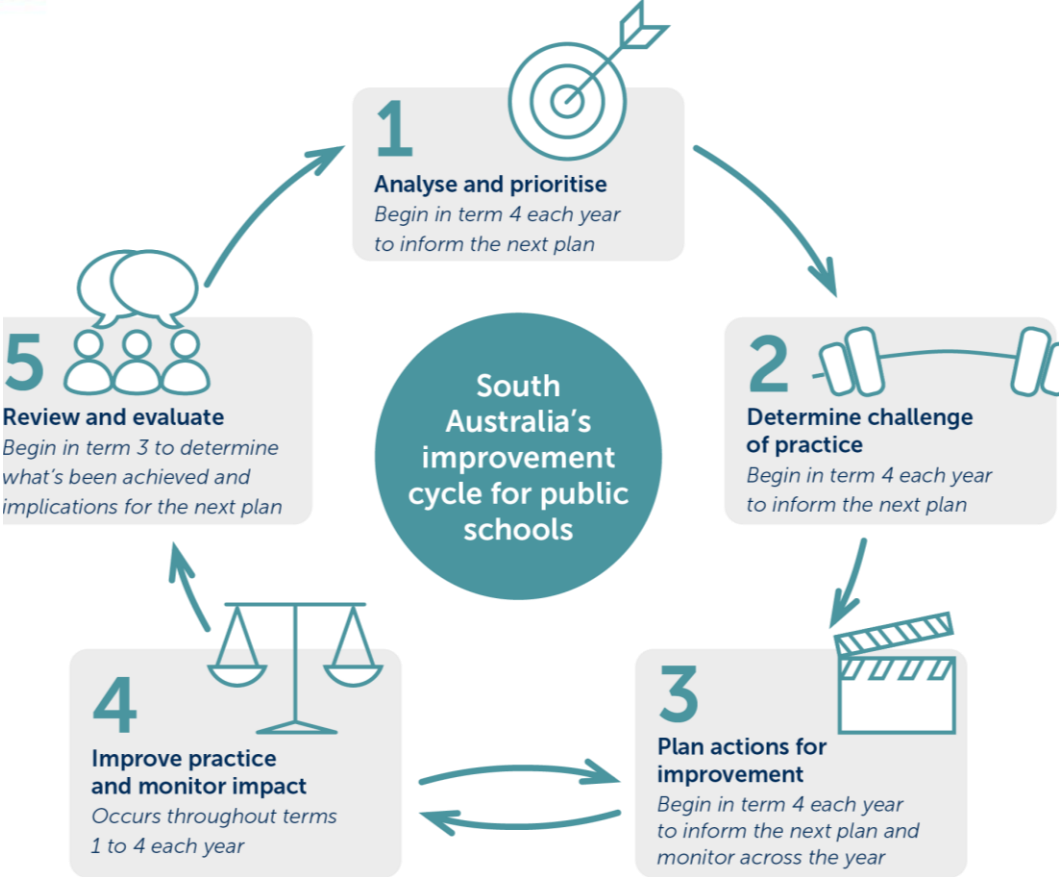 1
Analyse and prioritise
Begin in term 4 each year
to inform the next plan
2
Determine challenge
of practice
Begin in term 4 each year
to inform the next plan
3
Plan actions for
improvement
Begin in term 4 each year
to inform the next plan and
monitor across the year
4
Improve practice
and monitor impact
Occurs throughout terms
1 to 4 each year
5
Review and evaluate
Begin in term 3 to determine
what's been achieved and
implications for the next plan
South
Australia's
improvement
cycle for public
schools